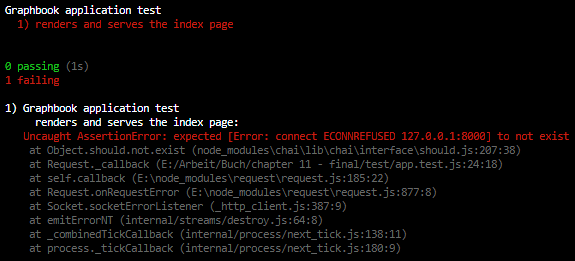 Graphbook application test
1) renders and serves the index page
0 passing (1s)
1 failing
1) Graphbook application test
renders and serves the index page:
Uncaught AssertionError: expected [Error: connect ECONNREFUSED 127.0.0.1:8000] to not exist
at Object.should.not.exist (node_modules\chai\lib\chai\interface\should.js:207:38)
at Request._callback (E:/Arbeit/Buch/chapter 11 - final/test/app.test.js:24:18)
at self.callback (E:\node_modules\request\request.js:185:22)
at Request.onRequestError (E:\node_modules\request\request.js:877:8)
at Socket.socketErrorListener (_http_client.js:387:9)
at emitErrorNT (internal/streams/destroy.js:64:8)
at _combinedTickCallback (internal/process/next_tick.js:138:11)
at process._tickCallback (internal/process/next_tick.js:180:9)